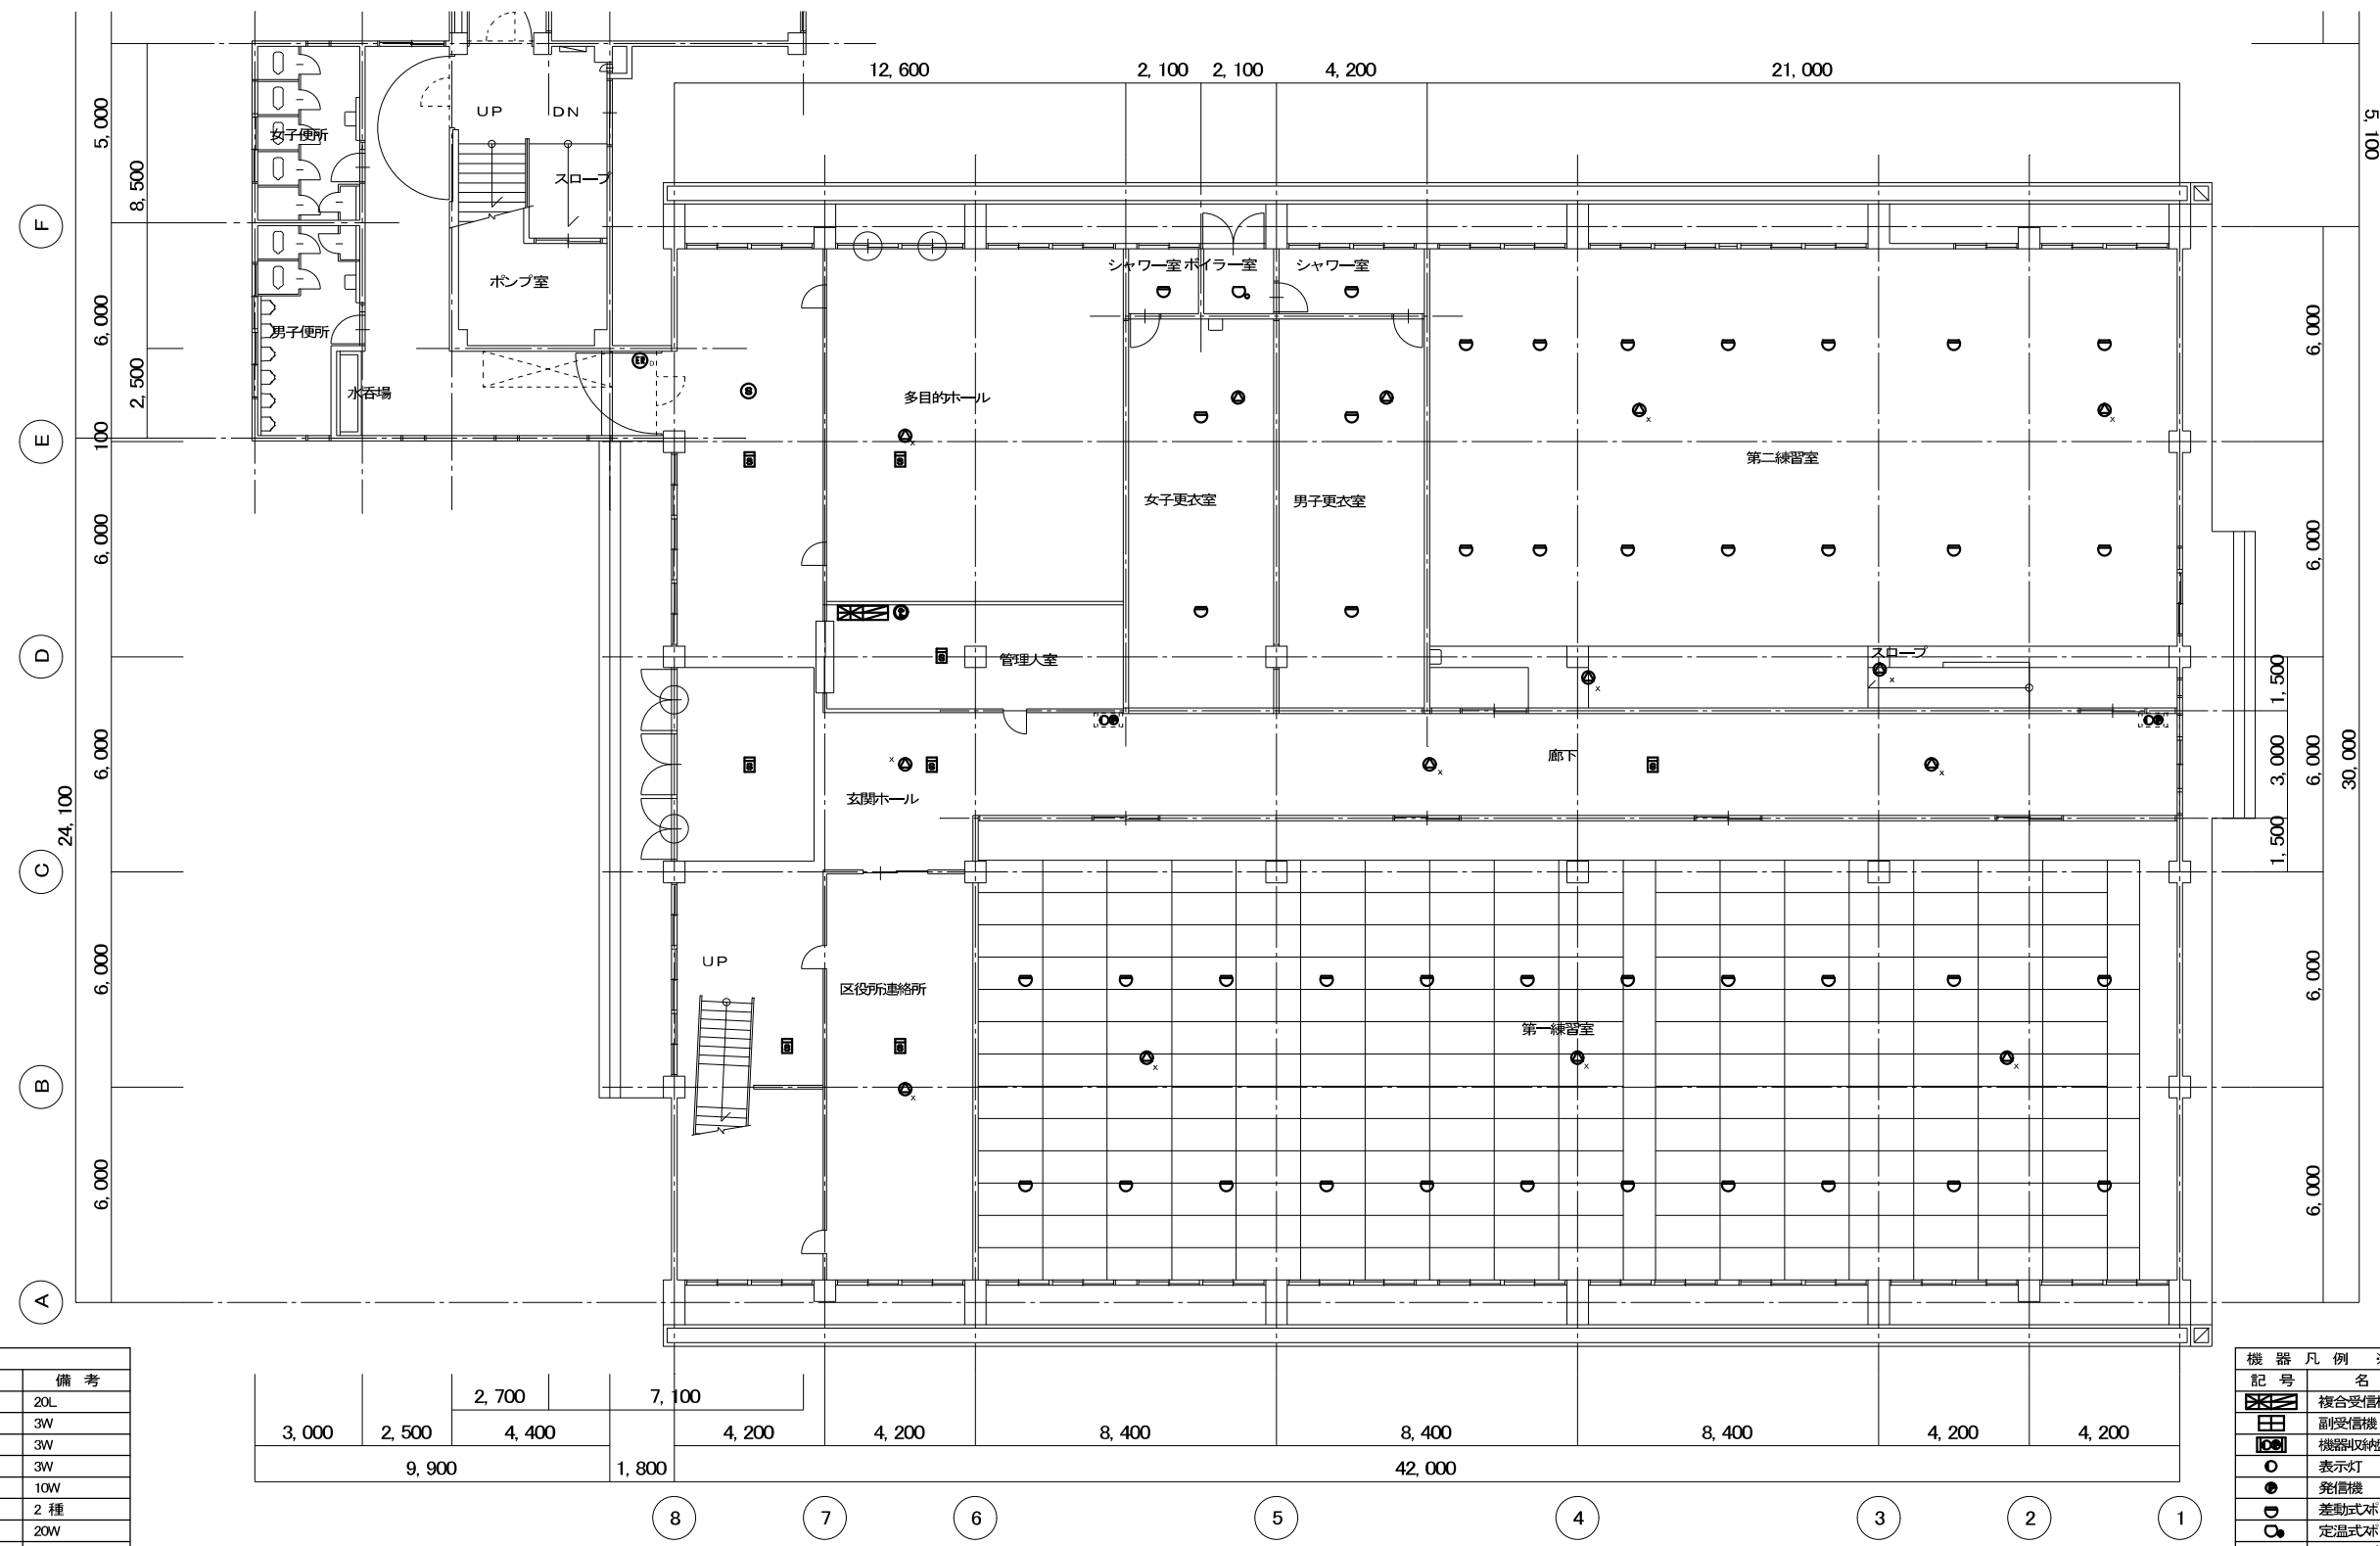 12,600
2,100
2,100
4,200
21,000
5,100
5,000
8,500
UP
DN
女子便所
スロープ
F
ポンプ室
シャワー室
ボイラー室
シャワー室
6,000
6,000
男子便所
2,500
水呑場
多目的ホール
E
100
第二練習室
女子更衣室
男子更衣室
6,000
6,000
D
管理人室
スロープ
1,500
廊下
6,000
3,000
6,000
30,000
玄関ホール
24,100
1,500
C
UP
区役所連絡所
6,000
6,000
第一練習室
B
6,000
6,000
A
備考
20L
3W
3W
3W
10W
2 種
20W
2,700
7,100
3,000
2,500
4,400
4,200
4,200
8,400
8,400
8,400
4,200
4,200
9,900
1,800
42,000
8
7
6
5
4
3
2
1
機器凡例
記号
名
複合受信
副受信機
機器収納
表示灯
発信機
差動式スポ
定温式スポ